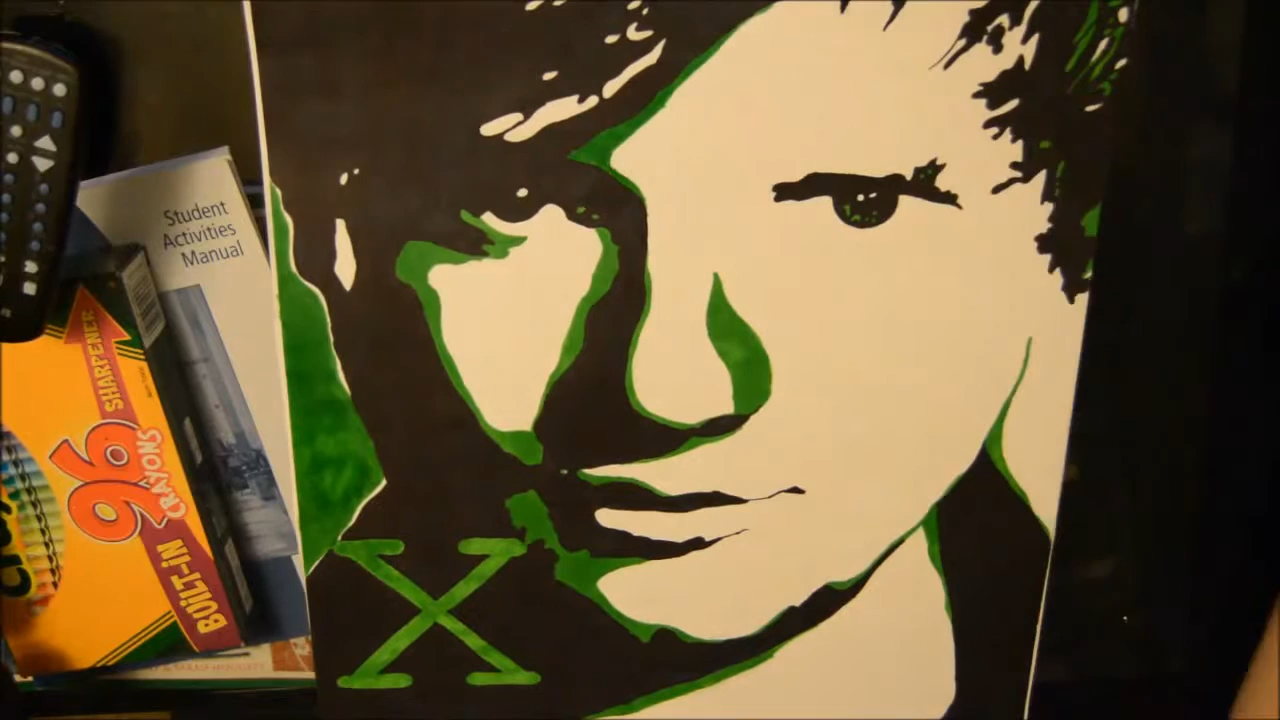 Student
Activities
Manual
96
CRAYONS
BUILT-IN
SHARPENER
X